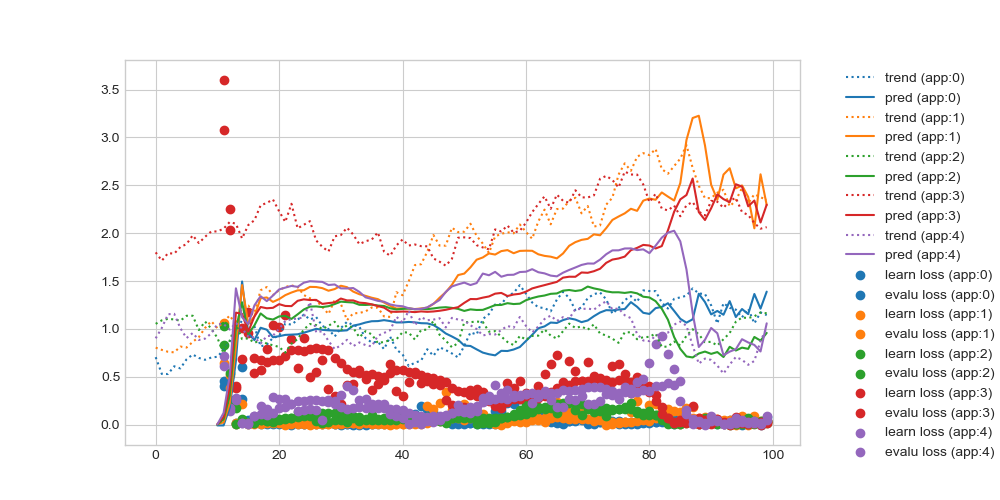 3.5
3.0
2.5
2.0
1.5
1.0
0.5
0.0
0 20 40 60 80 100
trend (app:0)
pred (app:0)
trend (app:1)
pred (app:1)
trend (app:2)
pred (app:2)
trend (app:3)
pred (app:3)
trend (app:4)
pred (app:4)
learn loss (app:0)
evalu loss (app:0)
learn loss (app:1)
evalu loss (app:1)
learn loss (app:2)
evalu loss (app:2)
learn loss (app:3)
evalu loss (app:3)
learn loss (app:4)
evalu loss (app:4)